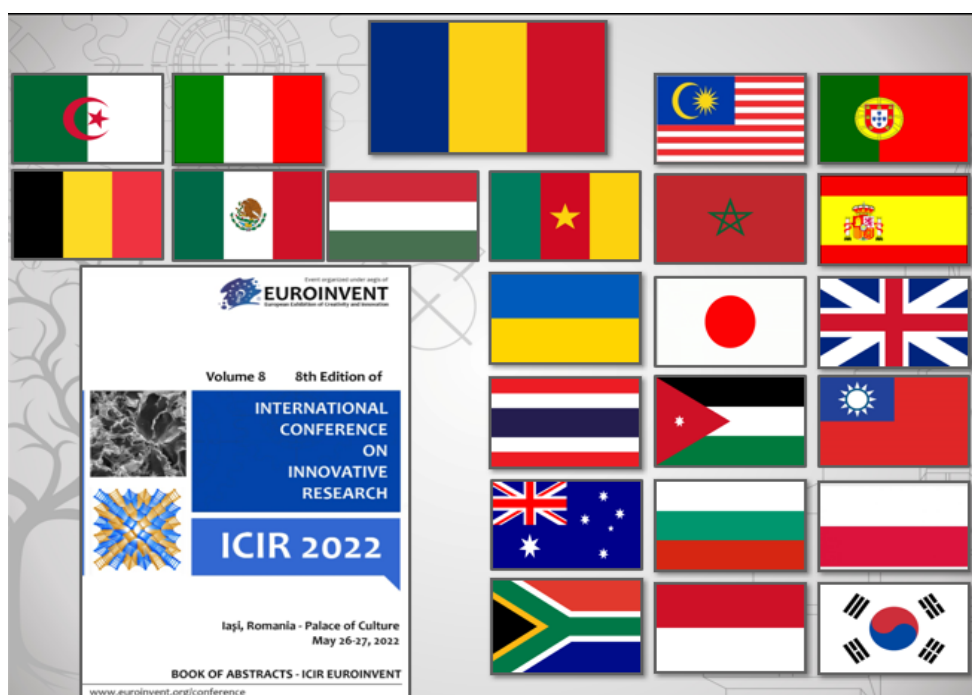 Event organized under aegis of
EUROINVENT
European Exhibition of Creativity and Innovation
Volume 8 8th Edition of
INTERNATIONAL
CONFERENCE
ON
INNOVATIVE
RESEARCH
ICIR 2022
Iaşi, Romania - Palace of Culture
May 26-27, 2022
BOOK OF ABSTRACTS - ICIR EUROINVENT
www.euroinvent.org/conference